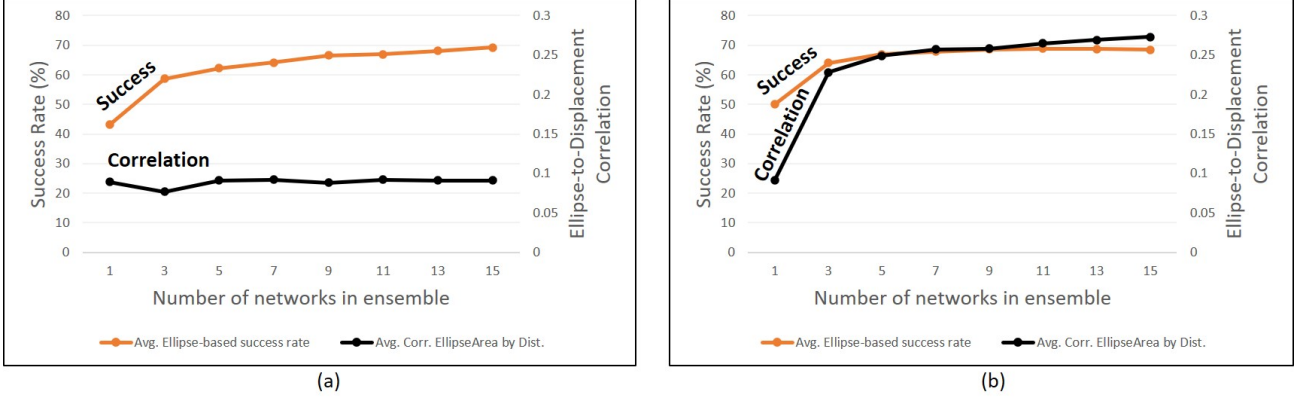 80
70
60
50
40
30
20
10
0
Success Rate (%)
0.3
0.25
0.2
0.15
0.1
0.05
0
Ellipse-to-Displacement
Correlation
Success
Correlation
1 3 5 7 9 11 13 15
Number of networks in ensemble
Avg. Ellipse-based success rate Avg. Corr. EllipseArea by Dist.
(a)
80
70
60
50
40
30
20
10
0
Success Rate (%)
0.3
0.25
0.2
0.15
0.1
0.05
0
Ellipse-to-Displacement
Correlation
Success
Correlation
1 3 5 7 9 11 13 15
Number of networks in ensemble
Avg. Ellipse-based success rate Avg. Corr. EllipseArea by Dist.
(b)